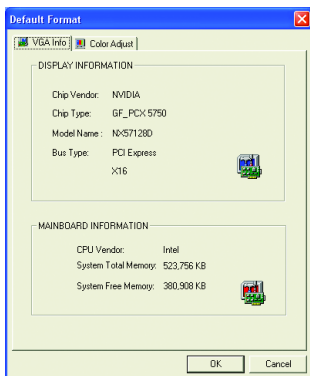 Default Format
VGA Info Color Adjust
DISPLAY INFORMATION
Chip Vendor: NVIDIA
Chip Type: GF_PCX 5750
Model Name : NX57128D
Bus Type: PCI Express
X16
MAINBOARD INFORMATION
CPU Vendor: Intel
System Total Memory: 523,756 KB
System Free Memory: 380,908 KB
OK Cancel